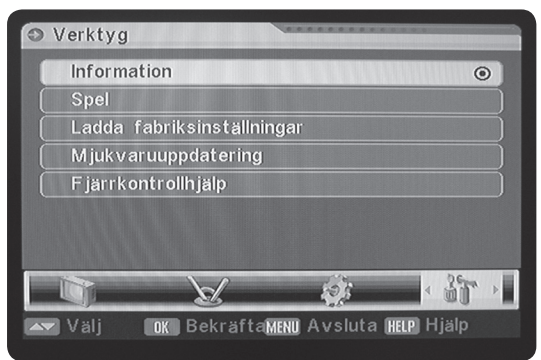 Verktyg
Information
Spel
Ladda fabriksinställningar
Mjukvaruuppdatering
Fjärrkontrollhjälp
Välj OK Bekräfta MENU Avsluta HELP Hjälp